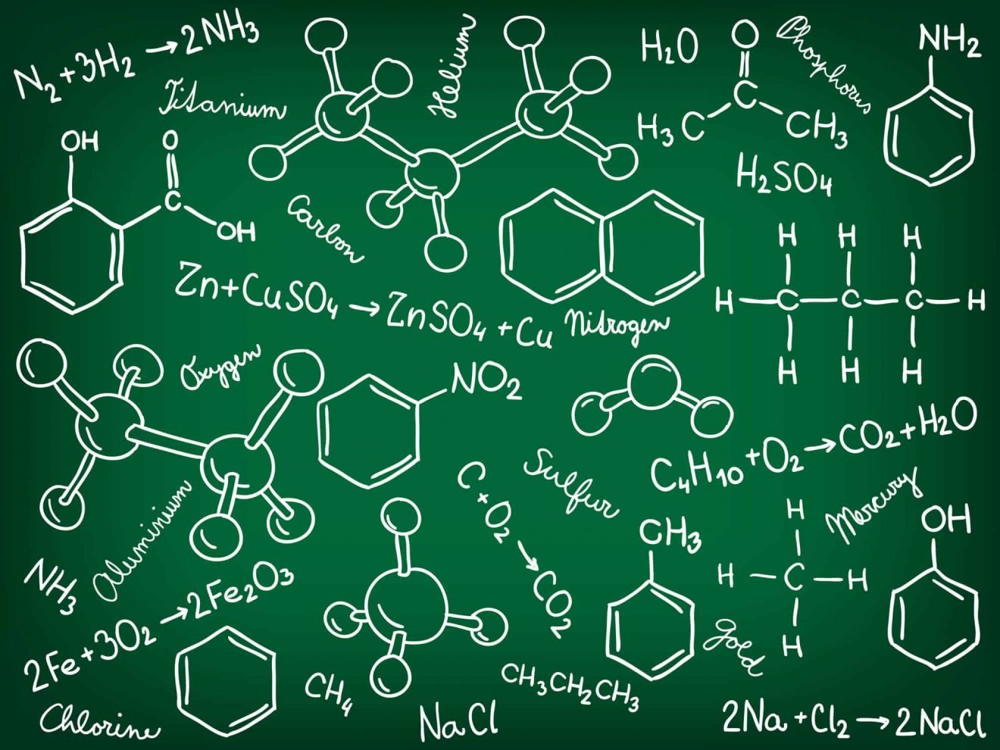 N2+3H2 →2NH3
Titanium
Helium
H2O
O
C
H3C
CH3
Phosphorus
NH2
H2SO4
OH
O
C
OH
Carbon
Zn+CuSO4 →ZnSO4 +Cu
Nitrogen
H H H
H—C—C—C—H
H H H
Oxygen
NO2
Sulfur
C4H10 +O2 →CO2+H2O
C+O2 →CO2
Aluminium
Mercury
OH
CH3
H
H—C—H
H
NH3
2Fe+3O2 →2Fe2O3
Gold
Chlorine
CH4
NaCl
CH3CH2CH3
2Na+Cl2→2NaCl